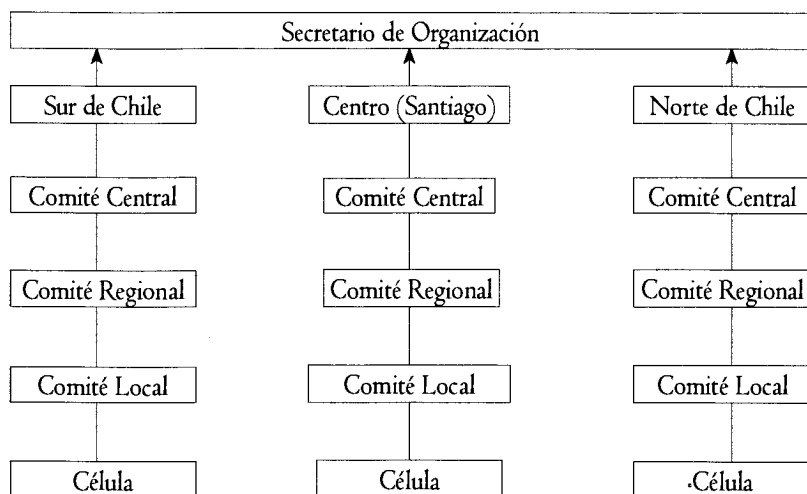 Secretario de Organización
Sur de Chile
Centro (Santiago)
Norte de Chile
Comité Central
Comité Central
Comité Central
Comité Regional
Comité Regional
Comité Regional
Comité Local
Comité Local
Comité Local
Célula
Célula
Célula